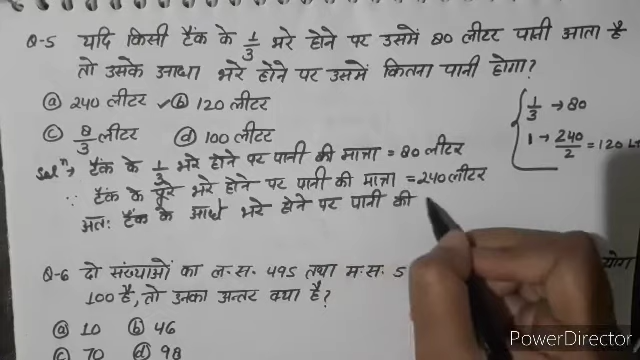 Q-5 यदि किसी टैंक के 1/3 भरे होने पर उसमें 80 लीटर पानी आता है
तो उसके आधा भरे होने पर उसमें कितना पानी होगा?
(a) 240 लीटर ✓(b) 120 लीटर
(c) 8/3 लीटर (d) 100 लीटर
1/3 → 80
1 → 240/2 = 120 Lt
Solⁿ → टैंक के 1/3 भरे होने पर पानी की मात्रा = 80 लीटर
∵ टैंक के पूरे भरे होने पर पानी की मात्रा = 240 लीटर
अतः टैंक के आधे भरे होने पर पानी की
Q-6 दो संख्याओं का ल.स. 495 तथा म.स. 5 योग
100 है, तो उनका अन्तर क्या है?
(a) 10 (b) 46
(c) 70 (d) 98
PowerDirector